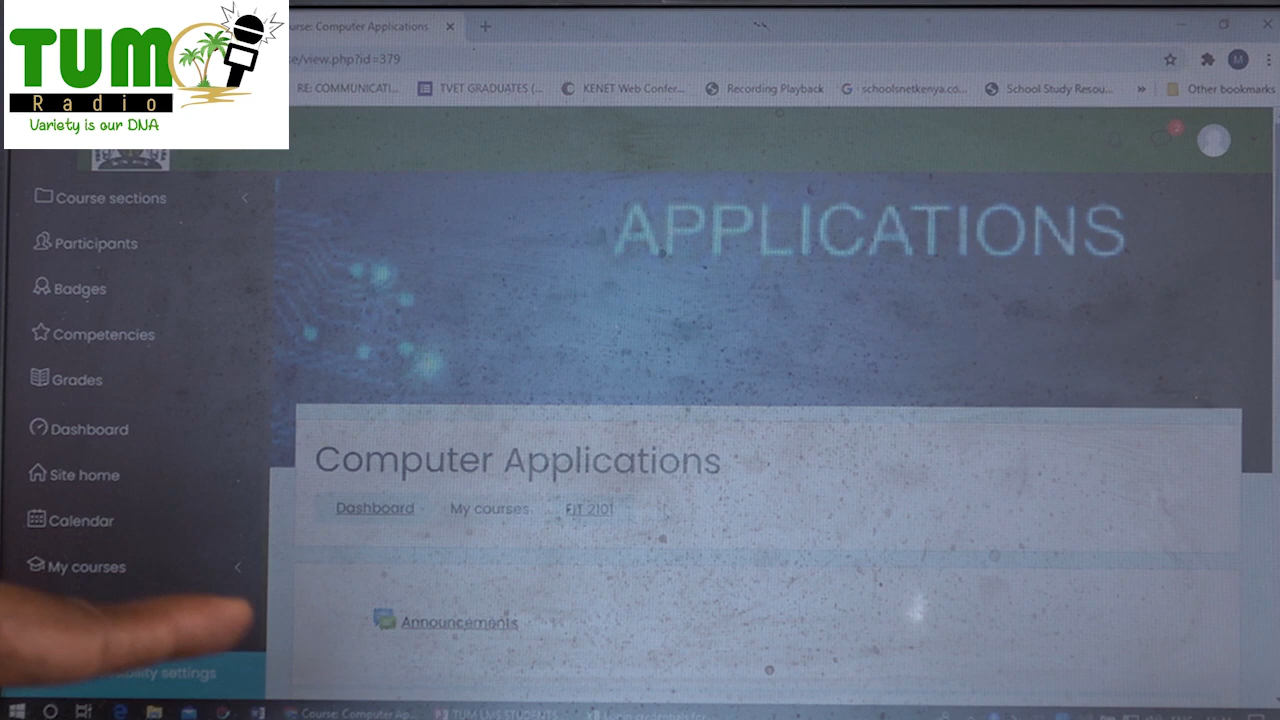 TUM
Radio
Variety is our DNA
Course: Computer Applications
view.php?id=379
RE: COMMUNICATI...
TVET GRADUATES (...
KENET Web Confer...
Recording Playback
School Study Resou...
Other bookmarks
Course sections
Participants
Badges
Competencies
Grades
Dashboard
Site home
Calendar
My courses
settings
APPLICATIONS
Computer Applications
Dashboard
My courses
FIT 2101
Announcements
Course: Computer Ap...
TUM LMS STUDENTS